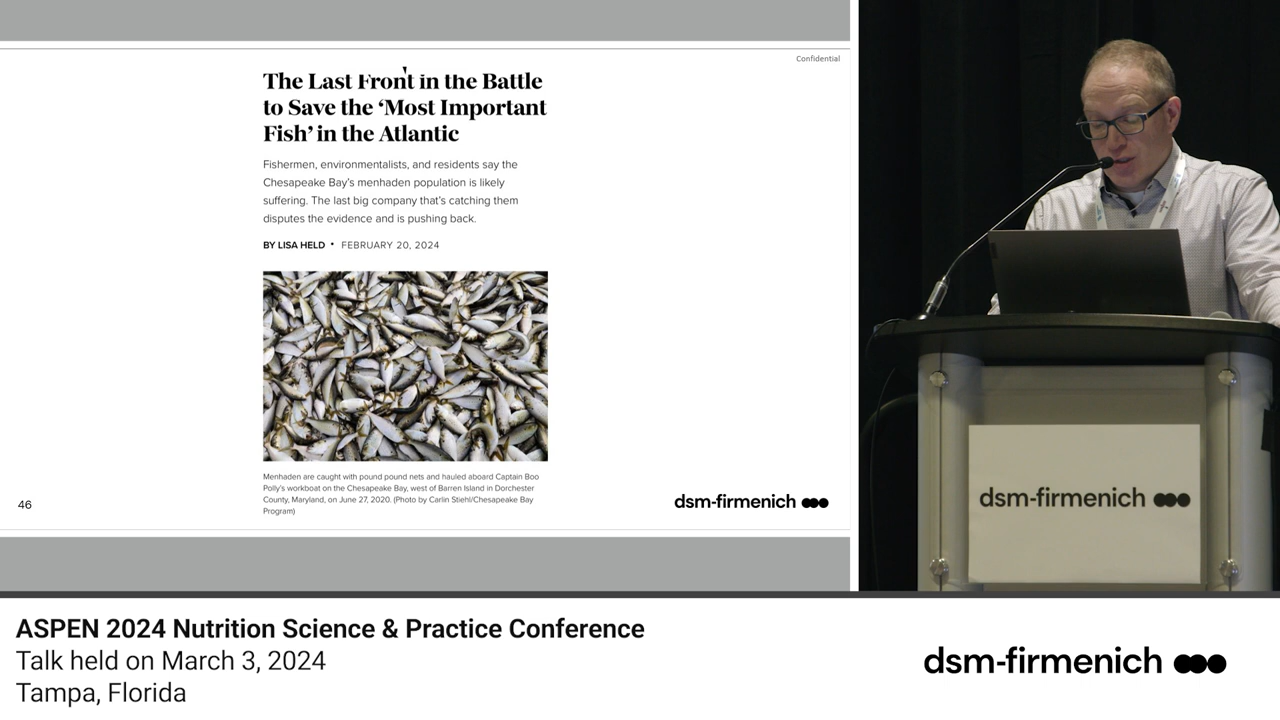 Confidential
The Last Front in the Battle
to Save the ‘Most Important
Fish’ in the Atlantic
Fishermen, environmentalists, and residents say the
Chesapeake Bay’s menhaden population is likely
suffering. The last big company that’s catching them
disputes the evidence and is pushing back.
BY LISA HELD • FEBRUARY 20, 2024
Menhaden are caught with pound pound nets and hauled aboard Captain Boo
Polly’s workboat on the Chesapeake Bay, west of Barren Island in Dorchester
County, Maryland, on June 27, 2020. (Photo by Carlin Stiehl/Chesapeake Bay
Program)
46
dsm-firmenich
dsm-firmenich
ASPEN 2024 Nutrition Science & Practice Conference
Talk held on March 3, 2024
Tampa, Florida
dsm-firmenich